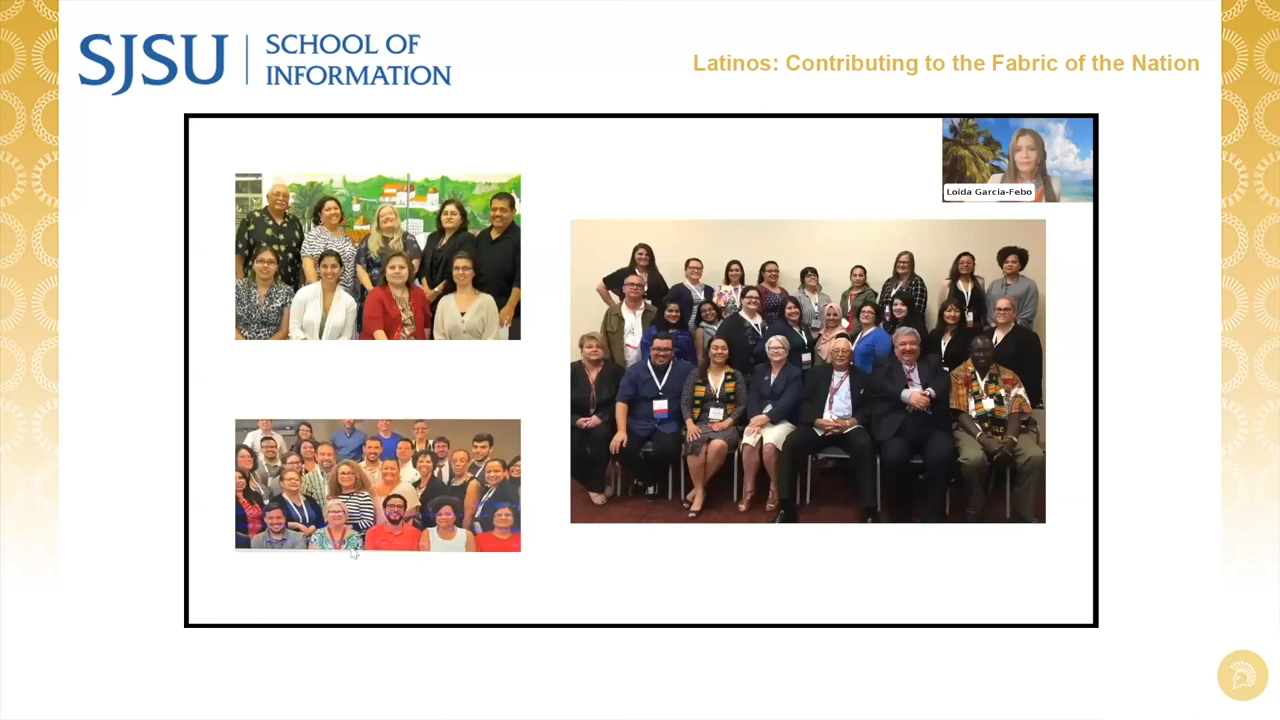 SJSU
SCHOOL OF
INFORMATION
Latinos: Contributing to the Fabric of the Nation
Loida Garcia-Febo